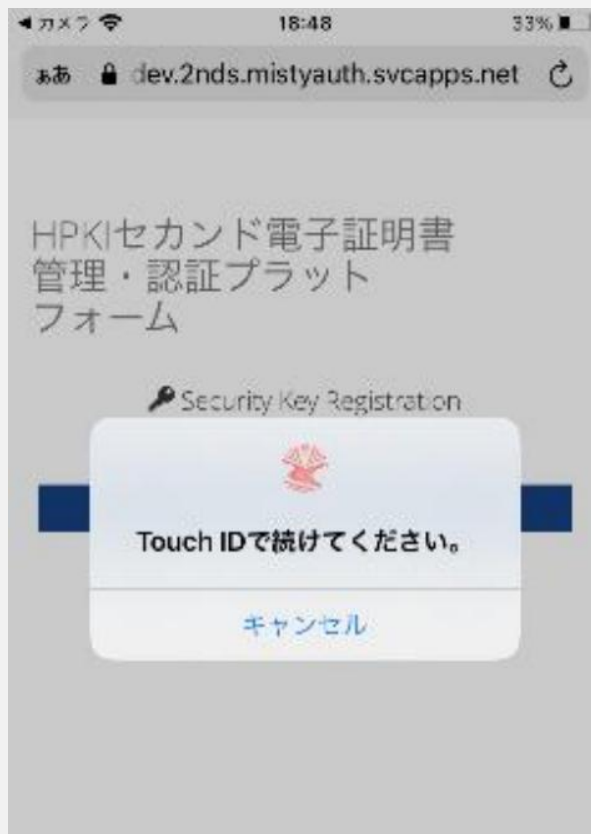 ◀カメラ 18:48 33%
ぁあ dev.2nds.mistyauth.svcapps.net
HPKIセカンド電子証明書
管理・認証プラット
フォーム
Security Key Registration
Touch IDで続けてください。
キャンセル